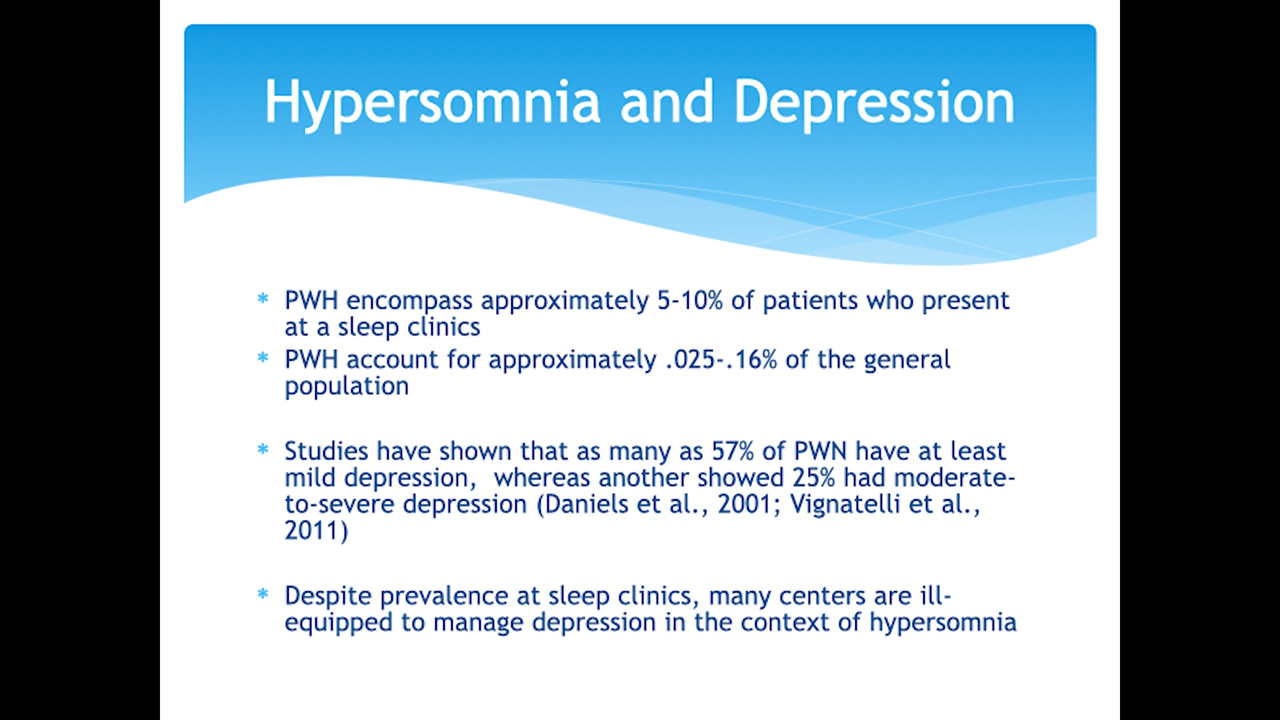 Hypersomnia and Depression
* PWH encompass approximately 5-10% of patients who present
at a sleep clinics
* PWH account for approximately .025-.16% of the general
population
* Studies have shown that as many as 57% of PWN have at least
mild depression,  whereas another showed 25% had moderate-
to-severe depression (Daniels et al., 2001; Vignatelli et al.,
2011)
* Despite prevalence at sleep clinics, many centers are ill-
equipped to manage depression in the context of hypersomnia